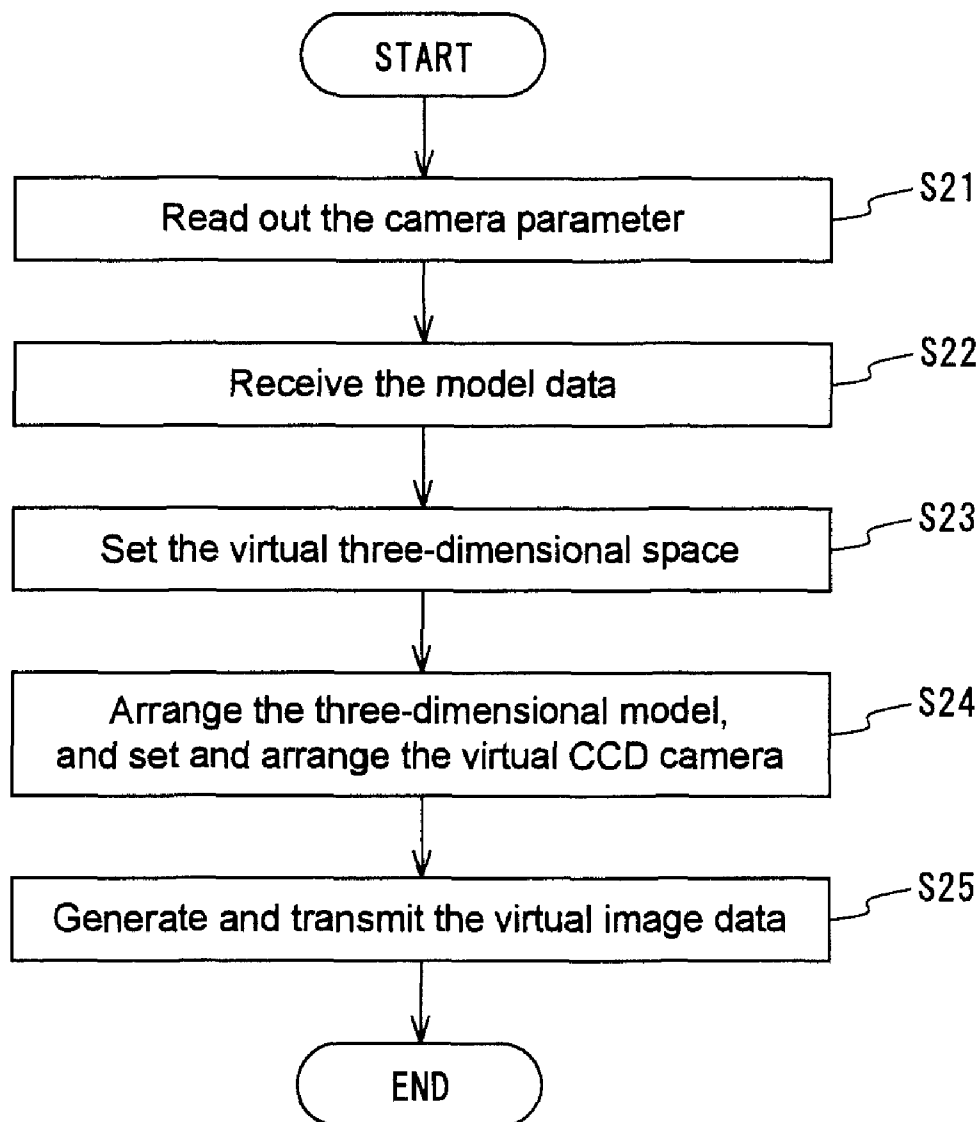 START
Read out the camera parameter
S21
Receive the model data
S22
Set the virtual three-dimensional space
S23
Arrange the three-dimensional model,
and set and arrange the virtual CCD camera
S24
Generate and transmit the virtual image data
S25
END